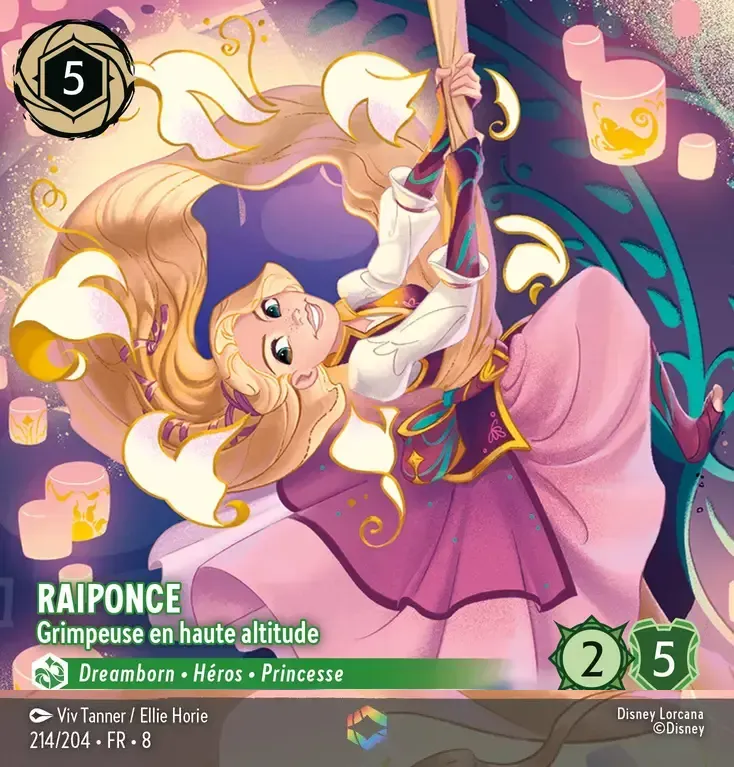 5
RAIPONCE
Grimpeuse en haute altitude
Dreamborn • Héros • Princesse
2 5
Viv Tanner / Ellie Horie
214/204 • FR • 8
Disney Lorcana
©Disney